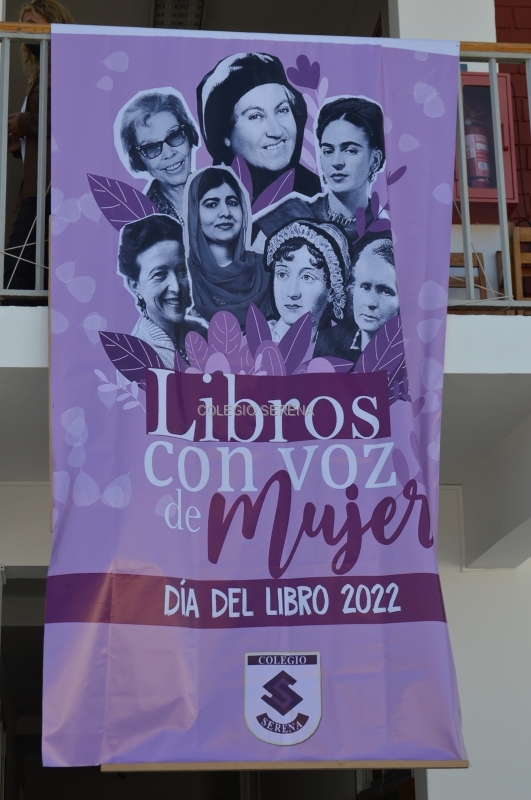 Libros
COLEGIO SERENA
con voz
de Mujer
DÍA DEL LIBRO 2022
COLEGIO
S
SERENA